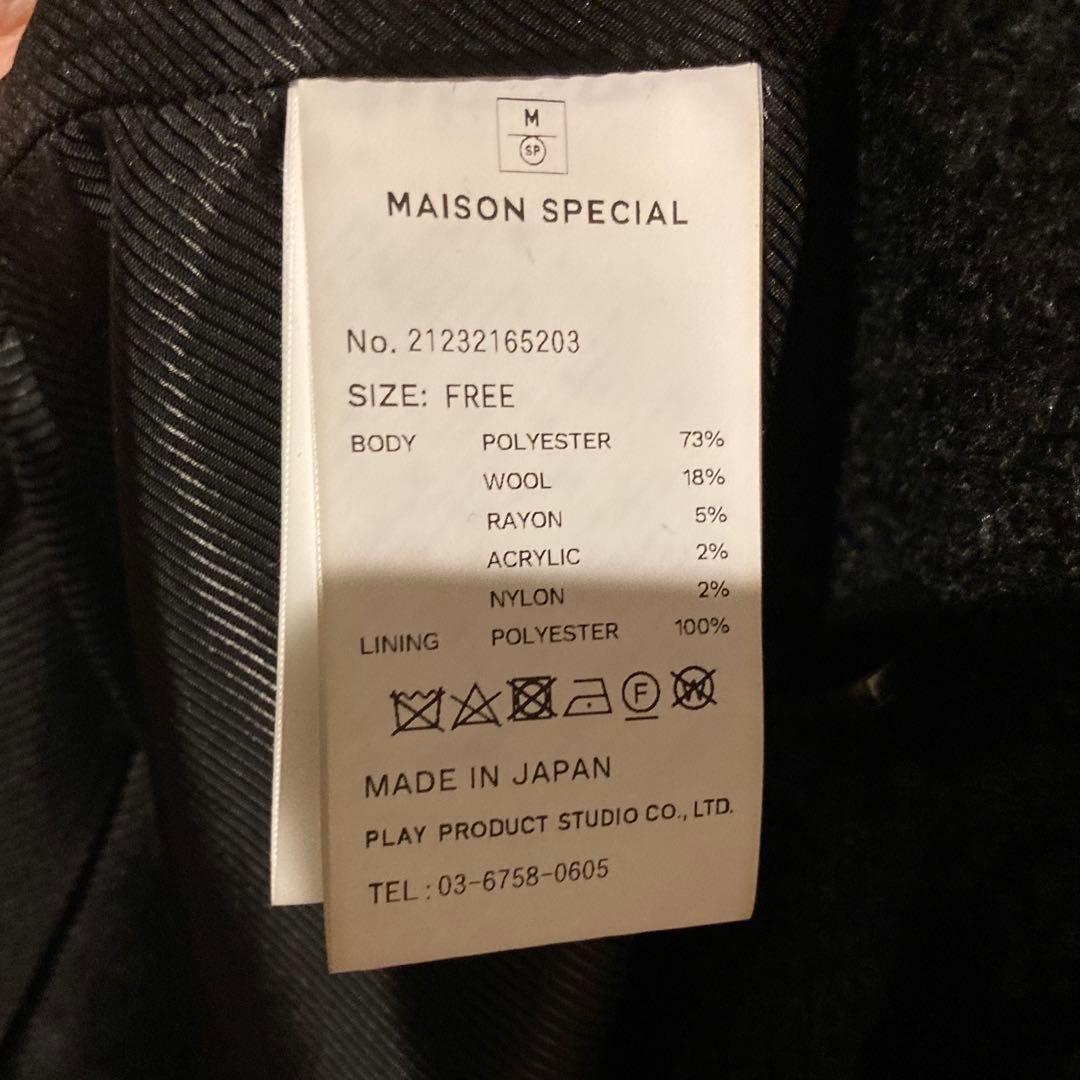 M
SP
MAISON SPECIAL
No. 21232165203
SIZE: FREE
BODY POLYESTER 73%
WOOL 18%
RAYON 5%
ACRYLIC 2%
NYLON 2%
LINING POLYESTER 100%
F W
MADE IN JAPAN
PLAY PRODUCT STUDIO CO., LTD.
TEL : 03-6758-0605